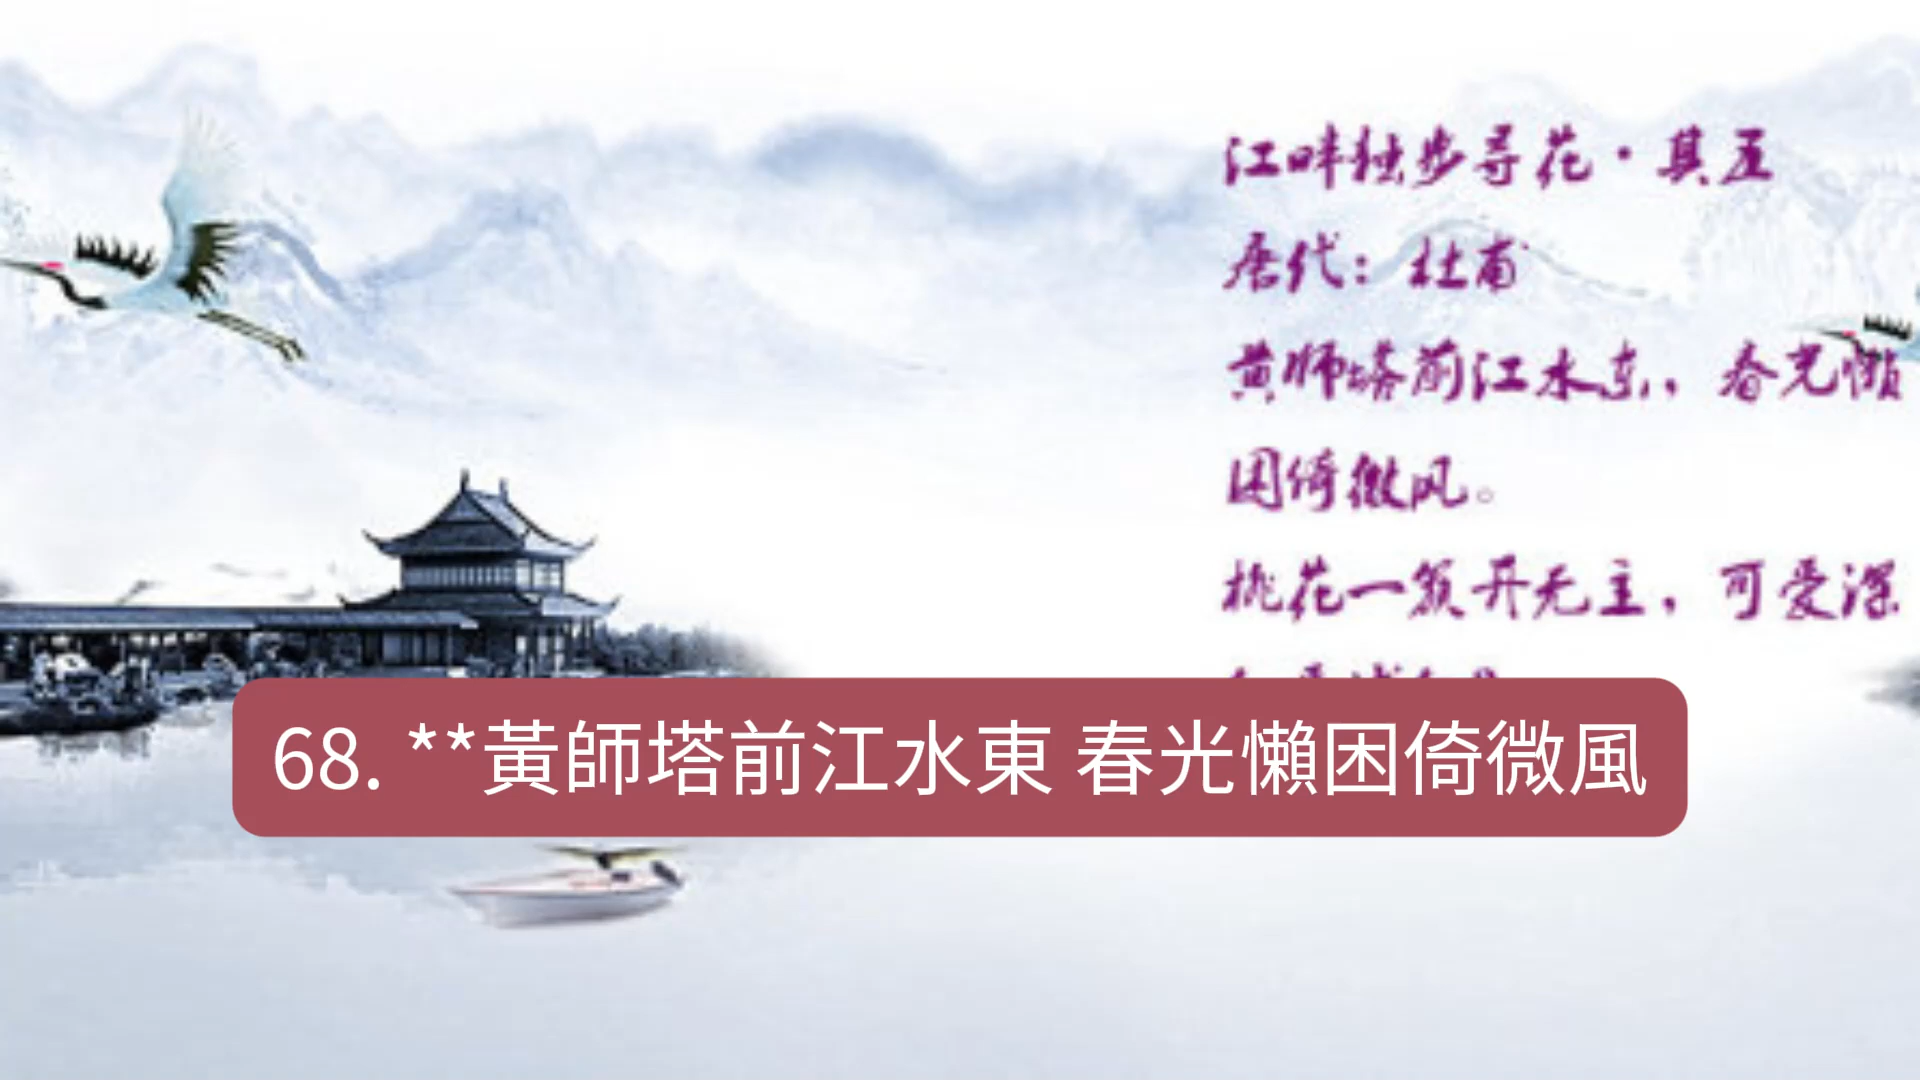 江畔独步寻花·其五
唐代：杜甫
黄师塔前江水东，春光懒
困倚微风。
桃花一簇开无主，可爱深
68. **黃師塔前江水東 春光懶困倚微風